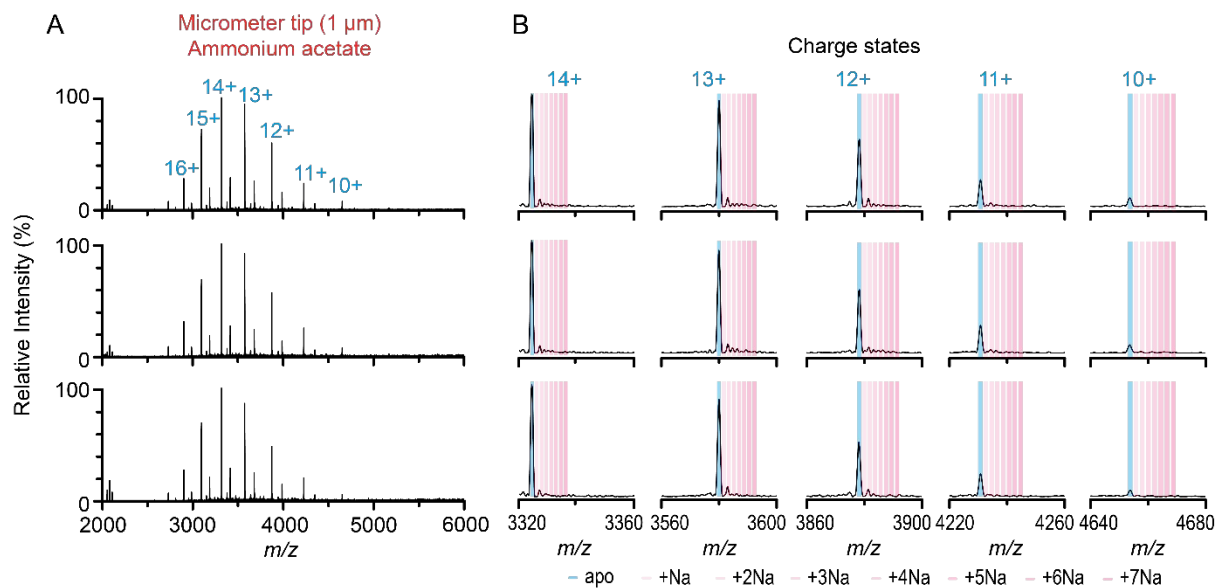 A
Micrometer tip (1 µm)
Ammonium acetate
B
Charge states
14+ 13+ 12+ 11+ 10+
100
16+ 15+ 14+ 13+ 12+ 11+ 10+
0
100
0
100
0
Relative Intensity (%)
2000 3000 4000 5000 6000
m/z
3320 3360 3560 3600 3860 3900 4220 4260 4640 4680
m/z m/z m/z m/z m/z
apo +Na +2Na +3Na +4Na +5Na +6Na +7Na